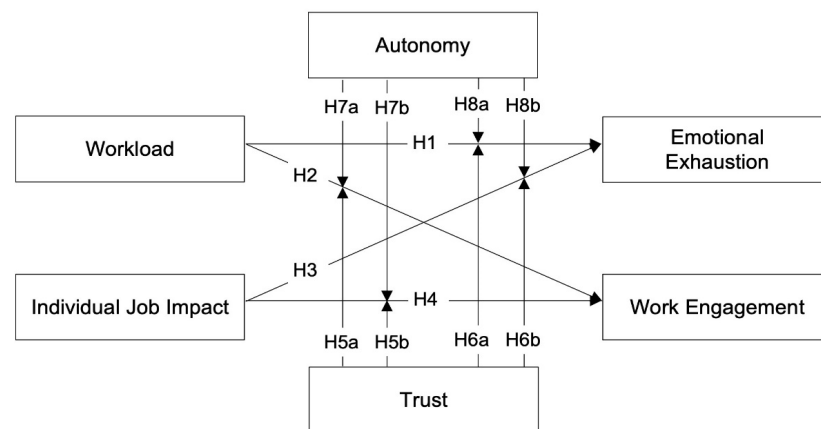 Autonomy
H7a H7b H8a H8b
Workload
H1
Emotional
Exhaustion
H2
H3
Individual Job Impact
H4
Work Engagement
H5a H5b H6a H6b
Trust